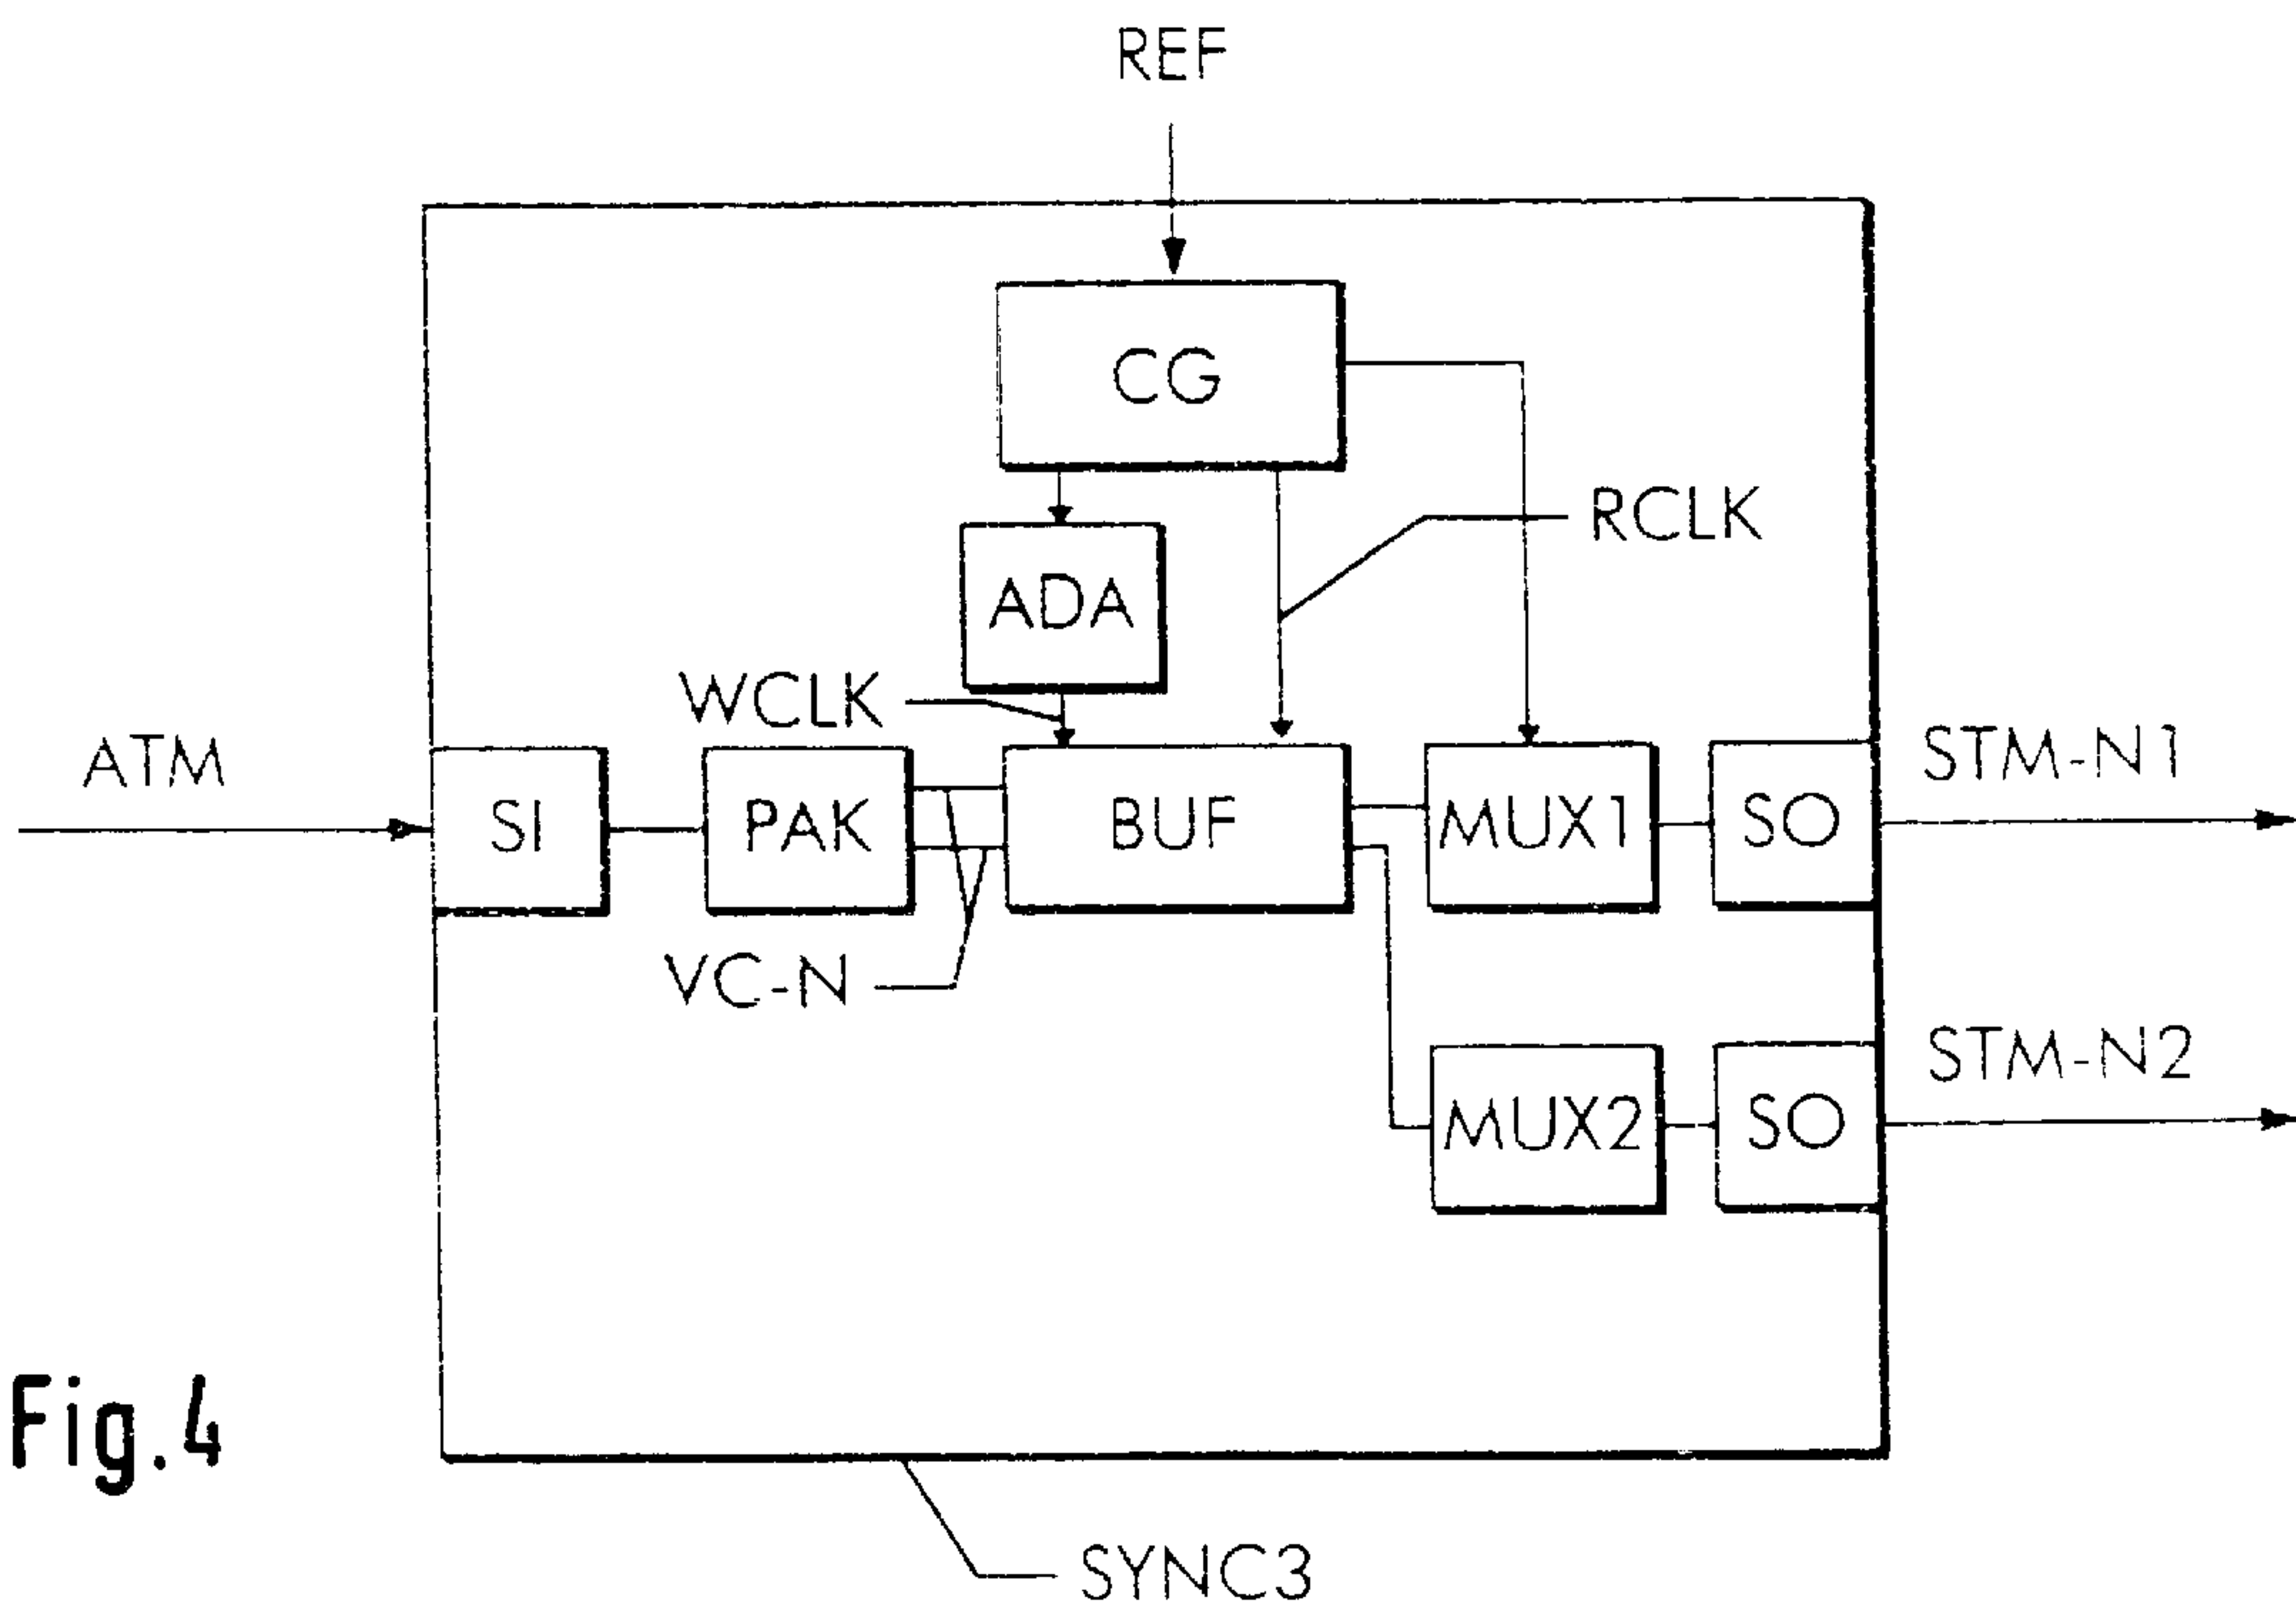 REF
CG
RCLK
ADA
WCLK
ATM
SI
PAK
BUF
MUX1
SO
STM-N1
VC-N
MUX2
SO
STM-N2
Fig.4
SYNC3